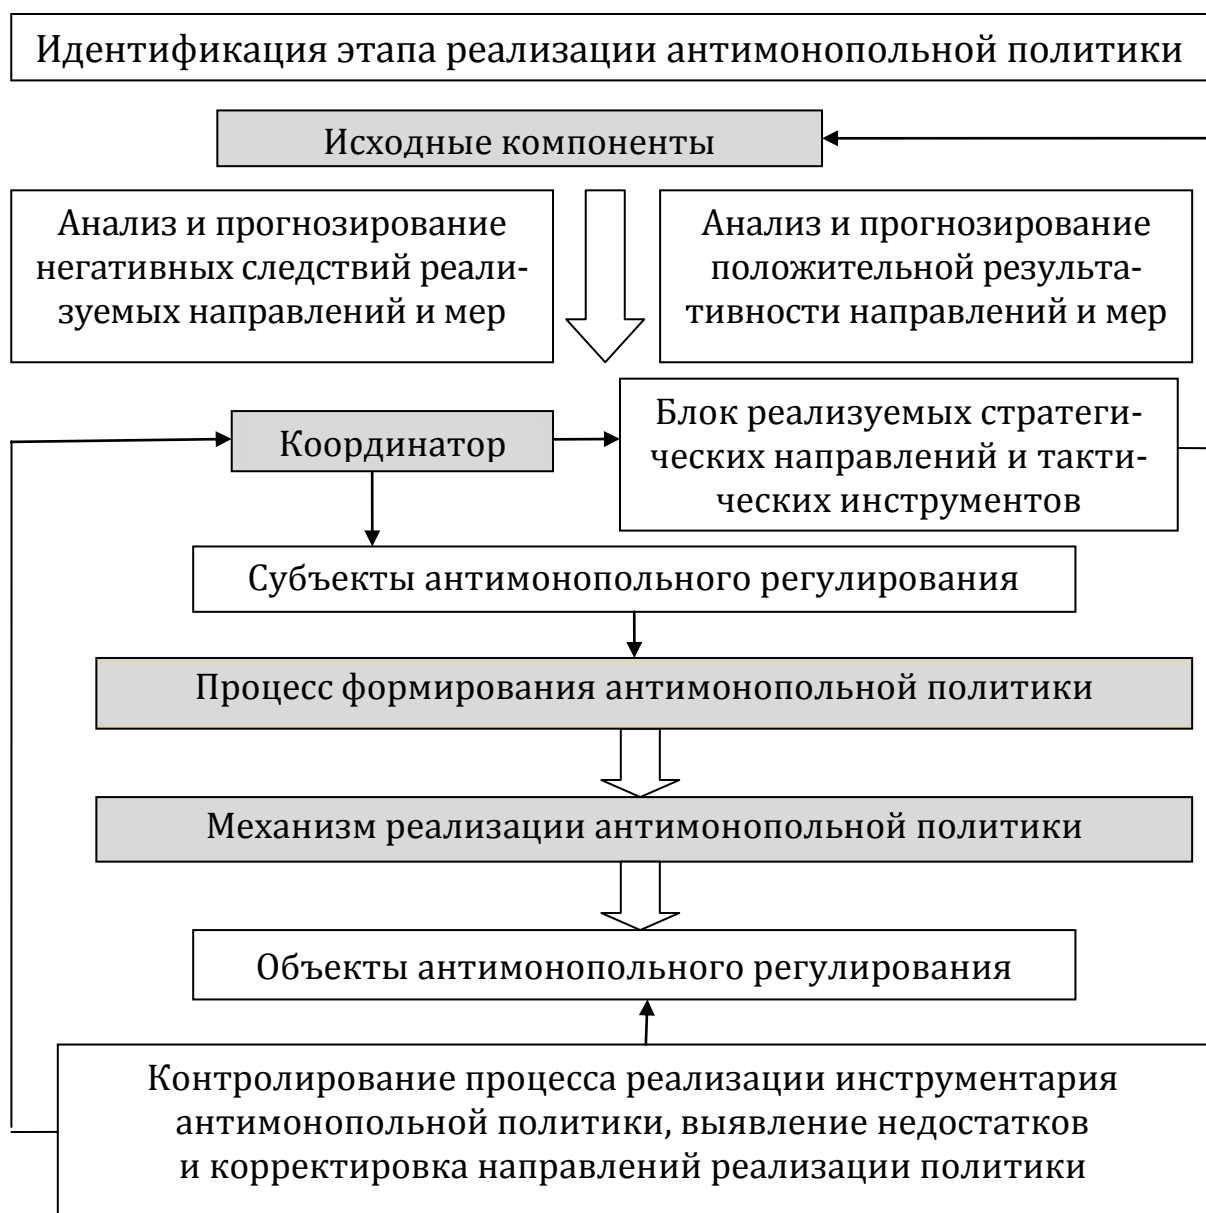 Идентификация этапа реализации антимонопольной политики
Исходные компоненты
Анализ и прогнозирование
негативных следствий реали-
зуемых направлений и мер
Анализ и прогнозирование
положительной результа-
тивности направлений и мер
Координатор
Блок реализуемых стратеги-
ческих направлений и такти-
ческих инструментов
Субъекты антимонопольного регулирования
Процесс формирования антимонопольной политики
Механизм реализации антимонопольной политики
Объекты антимонопольного регулирования
Контролирование процесса реализации инструментария
антимонопольной политики, выявление недостатков
и корректировка направлений реализации политики